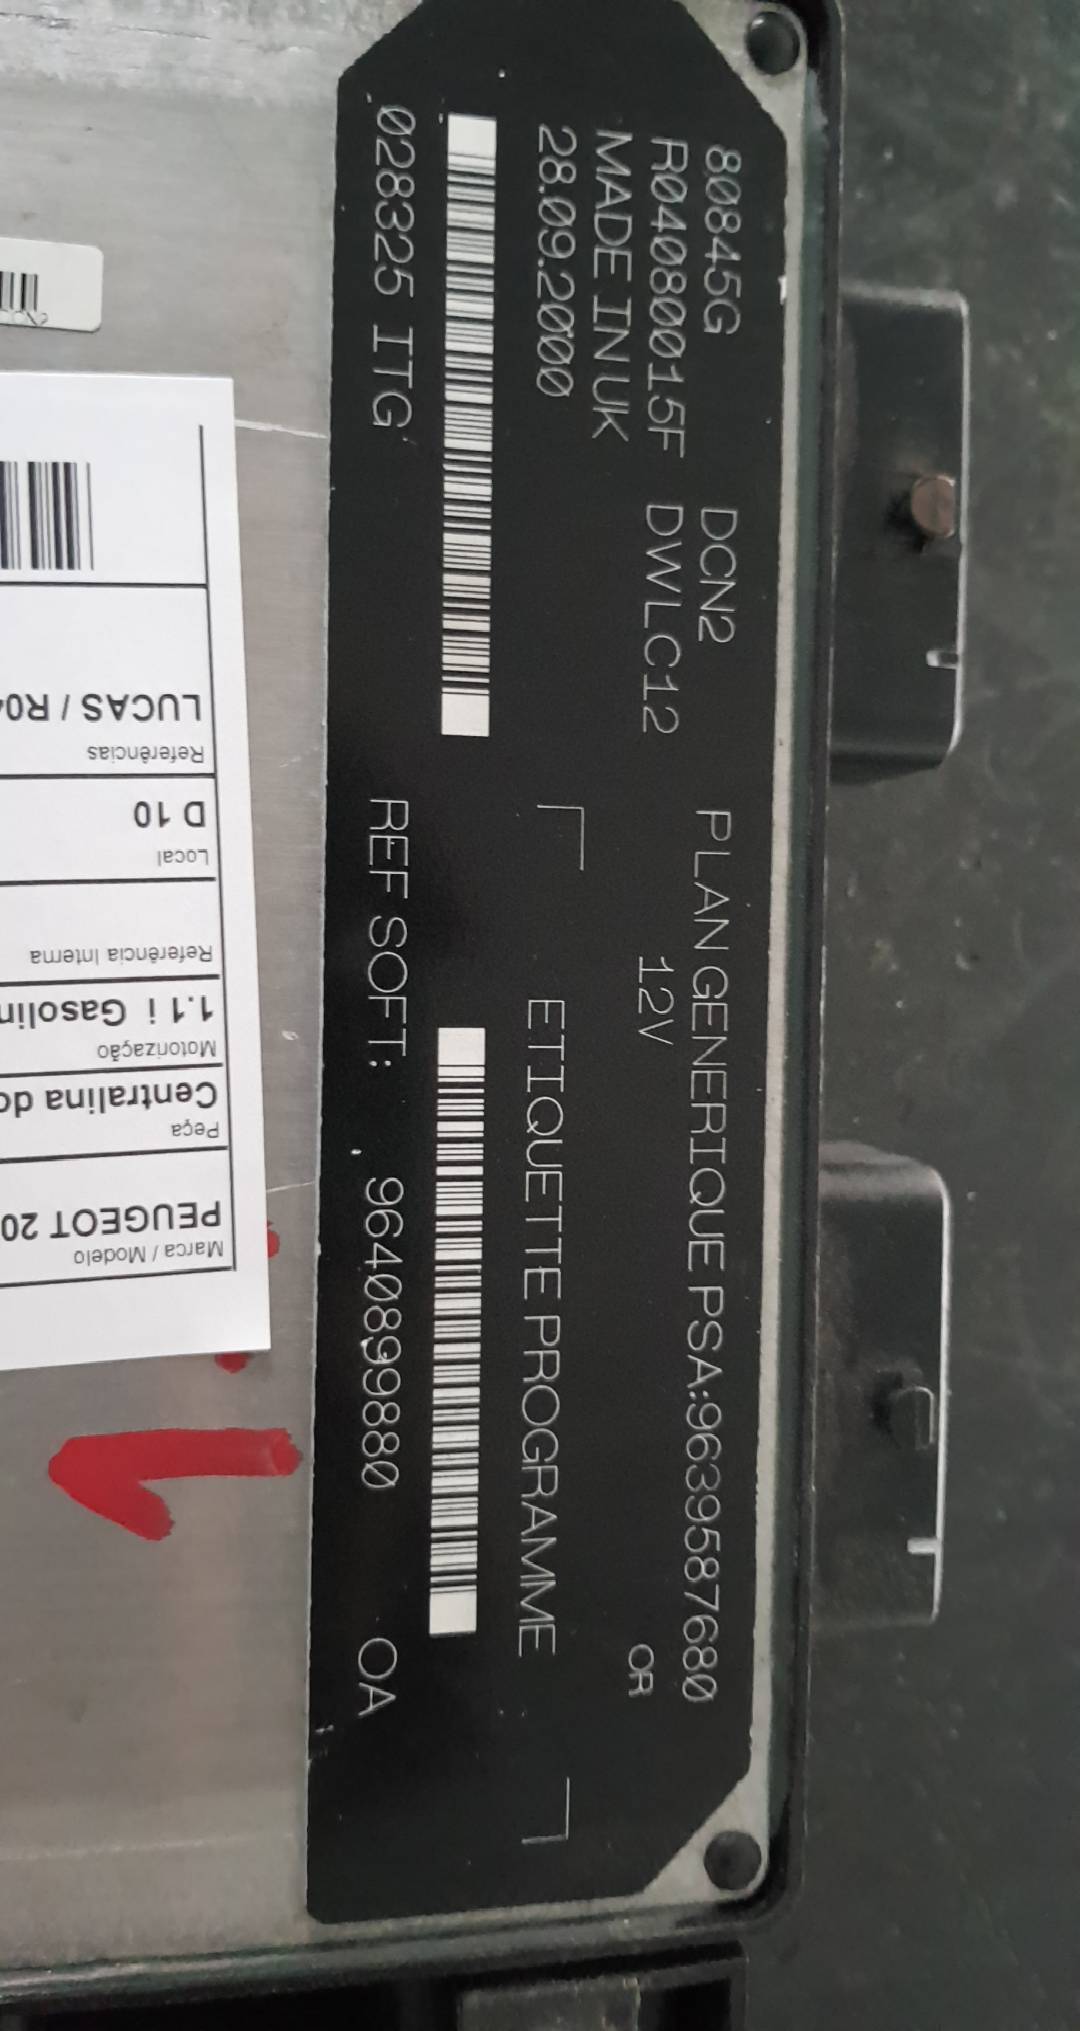 80845G DCN2 PLAN GENERIQUE PSA:9639587680
R04080015F DWLC12 12V OR
MADE IN UK
28.09.2000 ETIQUETTE PROGRAMME
028325 ITG REF SOFT: 9640899880 OA
Marca / Modelo
PEUGEOT 20
Peça
Centralina do
Motorização
1.1 i Gasolin
Referência Interna
Local
D 10
Referências
LUCAS / R04